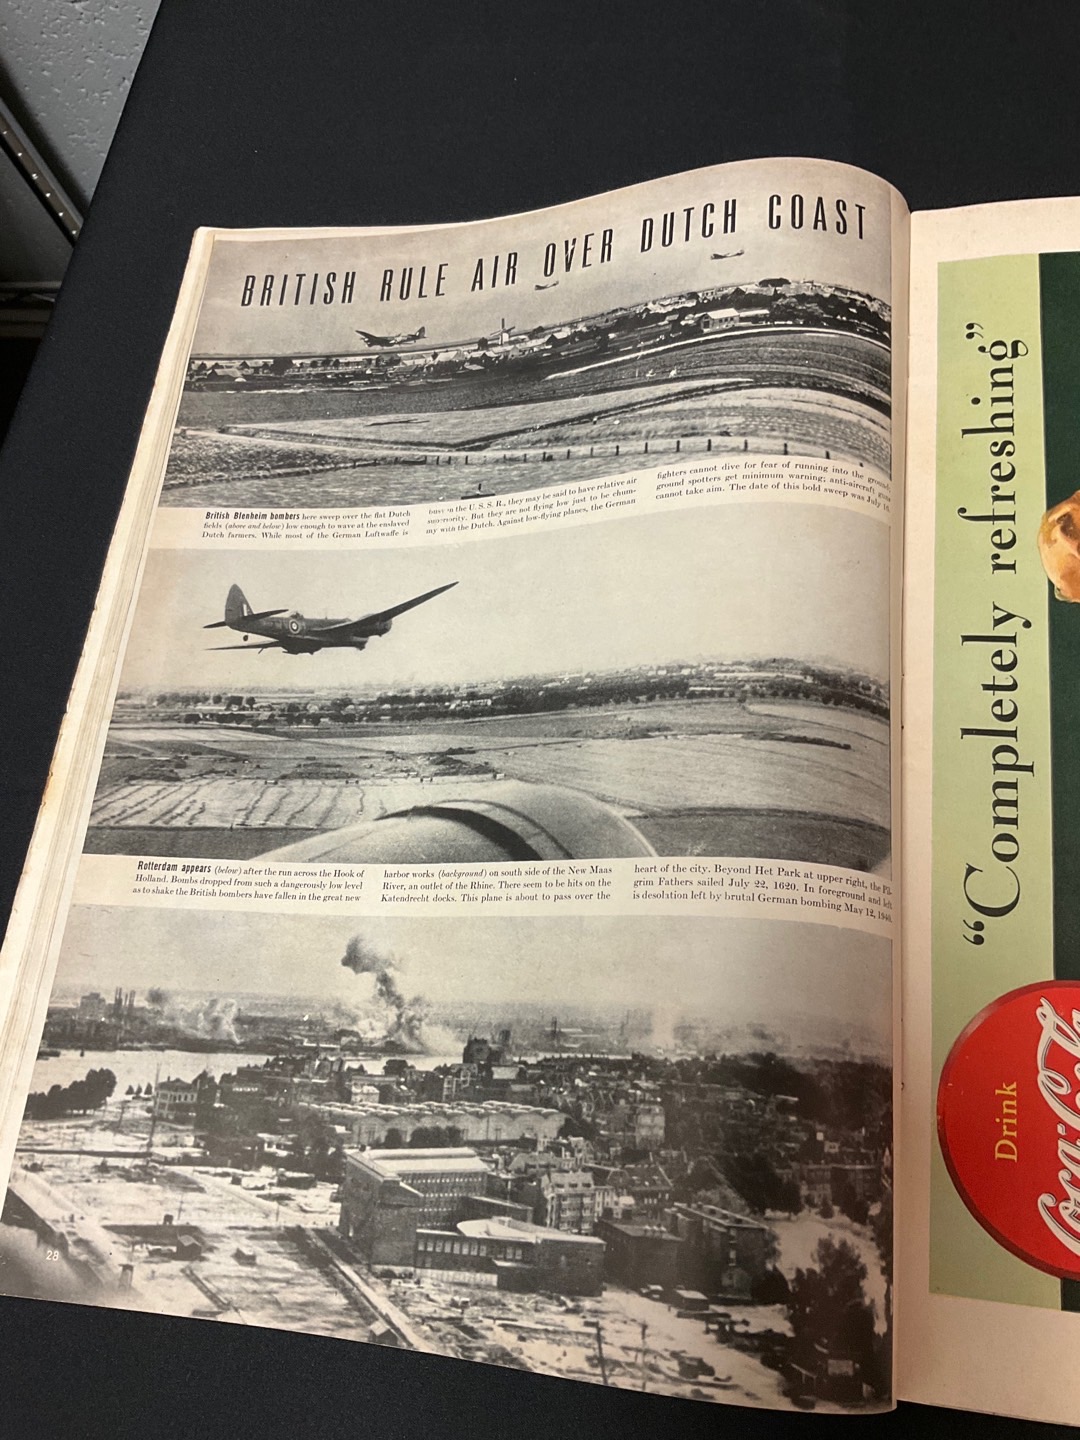 BRITISH RULE AIR OVER DUTCH COAST
British Blenheim bombers here sweep over the flat Dutch
fields (above and below) low enough to wave at the enslaved
Dutch farmers. While most of the German Luftwaffe is
busy in the U. S. S. R., they may be said to have relative air
superiority. But they are not flying low just to be chum-
my with the Dutch. Against low-flying planes, the German
fighters cannot dive for fear of running into the ground,
ground spotters get minimum warning; anti-aircraft guns
cannot take aim. The date of this bold sweep was July 16.
Rotterdam appears (below) after the run across the Hook of
Holland. Bombs dropped from such a dangerously low level
as to shake the British bombers have fallen in the great new
harbor works (background) on south side of the New Maas
River, an outlet of the Rhine. There seem to be hits on the
Katendrecht docks. This plane is about to pass over the
heart of the city. Beyond Het Park at upper right, the Pil-
grim Fathers sailed July 22, 1620. In foreground and left
is desolation left by brutal German bombing May 12, 1940.
28
“Completely refreshing”
Drink
Coca-Cola